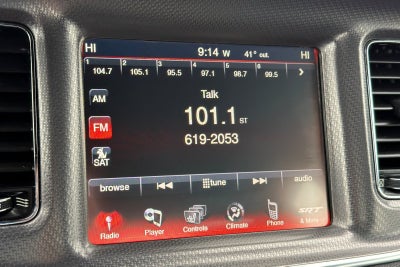 HI 9:14 W 41° out. HI
1 2 3 4 5 6
104.7 105.1 95.5 97.1 98.7 99.5
AM
Talk
101.1 ST
FM
619-2053
SAT
browse tune audio
Radio Player Controls Climate Phone SRT & More